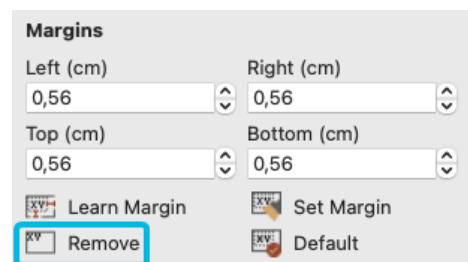 Margins
Left (cm) Right (cm)
0,56 0,56
Top (cm) Bottom (cm)
0,56 0,56
Learn Margin Set Margin
Remove Default